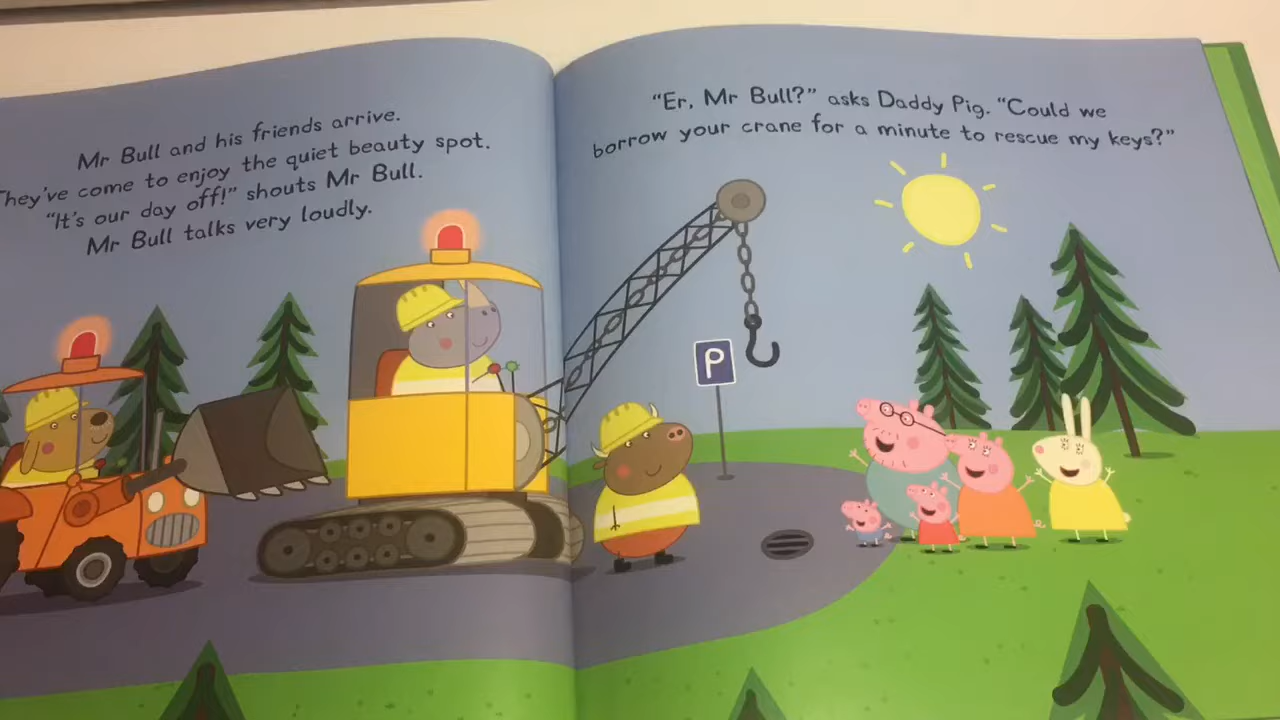 Mr Bull and his friends arrive.
They've come to enjoy the quiet beauty spot.
"It's our day off!" shouts Mr Bull.
Mr Bull talks very loudly.
"Er, Mr Bull?" asks Daddy Pig. "Could we
borrow your crane for a minute to rescue my keys?"
P